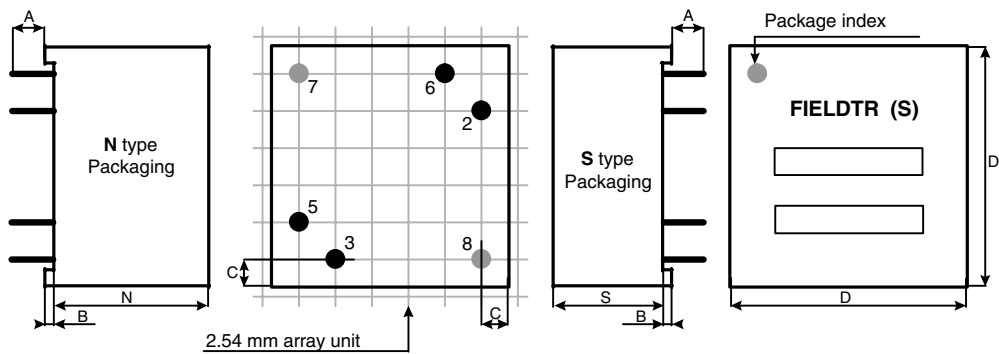 A
N type
Packaging
N
B
7
6
2
5
3
8
C
C
2.54 mm array unit
A
S type
Packaging
S
B
Package index
FIELDTR (S)
D
D